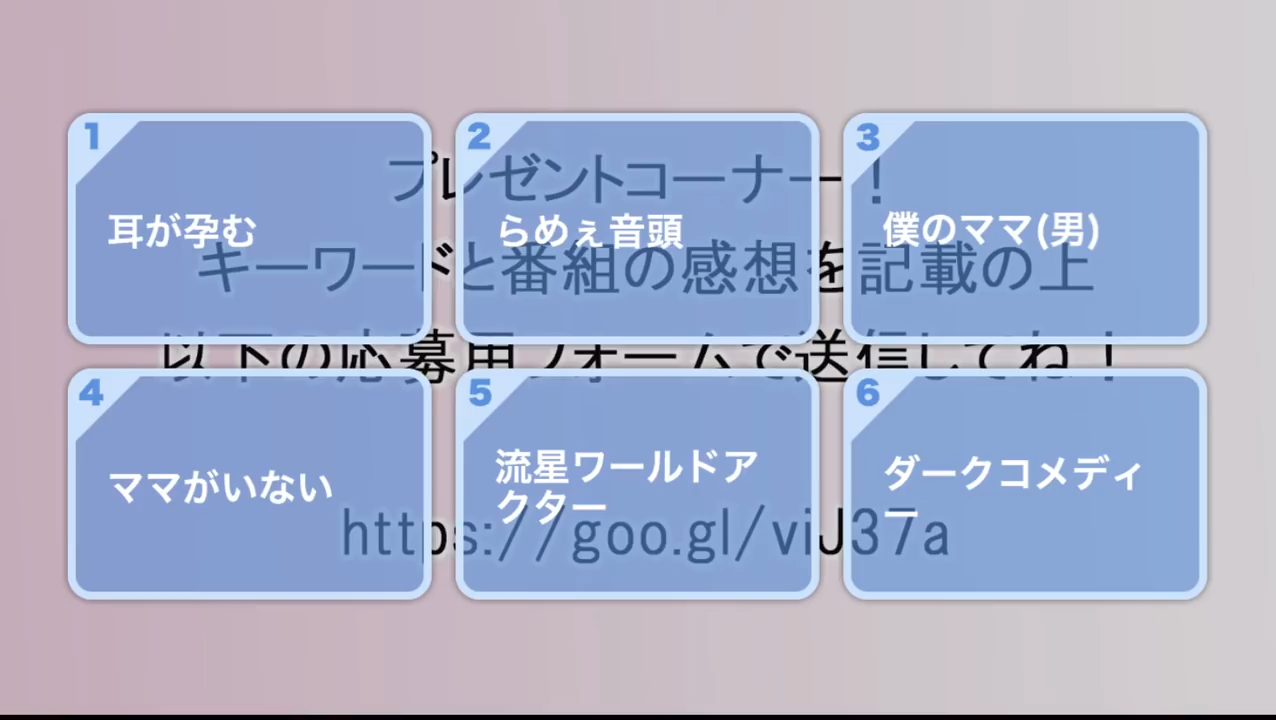 プレゼントコーナー！
キーワードと番組の感想を記載の上
以下の応募用フォームで送信してね！
https://goo.gl/viJ37a
1
耳が孕む
2
らめぇ音頭
3
僕のママ(男)
4
ママがいない
5
流星ワールドア
クター
6
ダークコメディ
ー